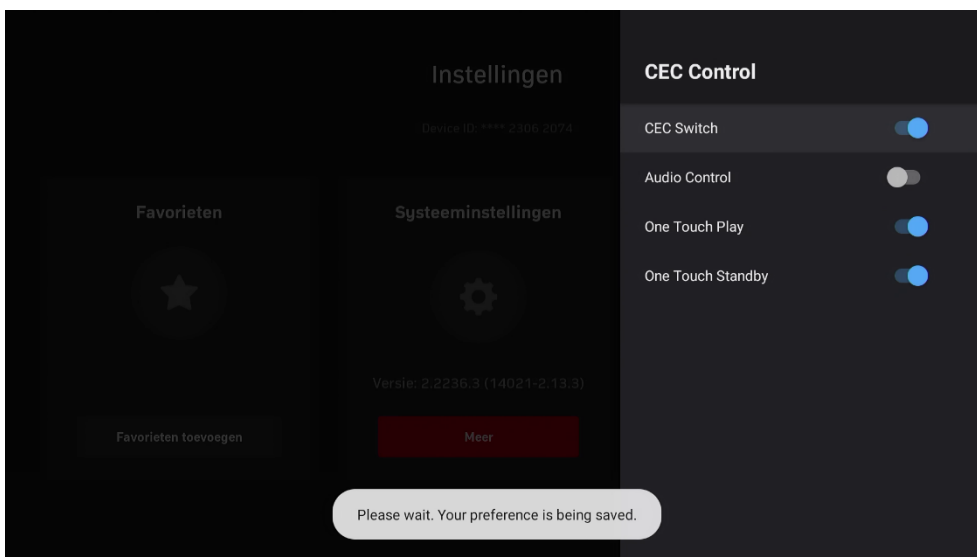 Instellingen
Device ID: **** 2306 2074
Favorieten
Systeeminstellingen
Versie: 2.2236.3 (14021-2.13.3)
Favorieten toevoegen
Meer
CEC Control
CEC Switch
Audio Control
One Touch Play
One Touch Standby
Please wait. Your preference is being saved.